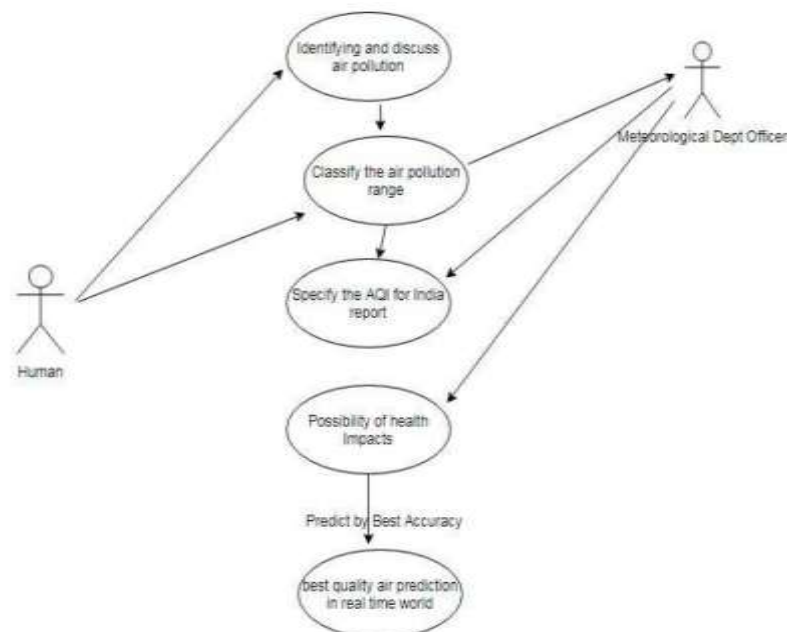 Identifying and discuss
air pollution
Meteorological Dept Officer
Classify the air pollution
range
Specify the AQI for India
report
Human
Possibility of health
Impacts
Predict by Best Accuracy
best quality air prediction
in real time world